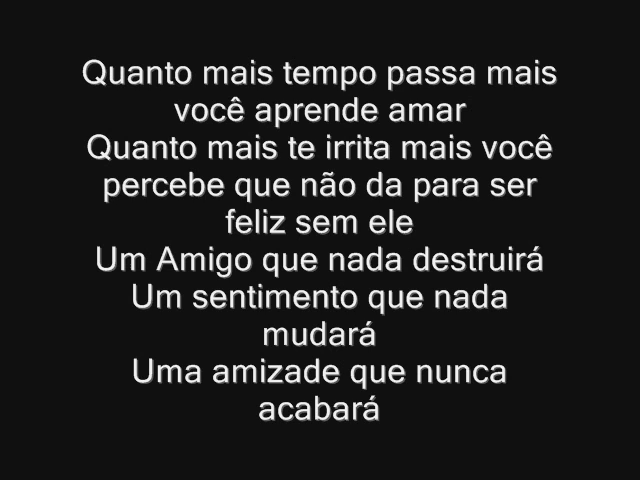 Quanto mais tempo passa mais
você aprende amar
Quanto mais te irrita mais você
percebe que não da para ser
feliz sem ele
Um Amigo que nada destruirá
Um sentimento que nada
mudará
Uma amizade que nunca
acabará